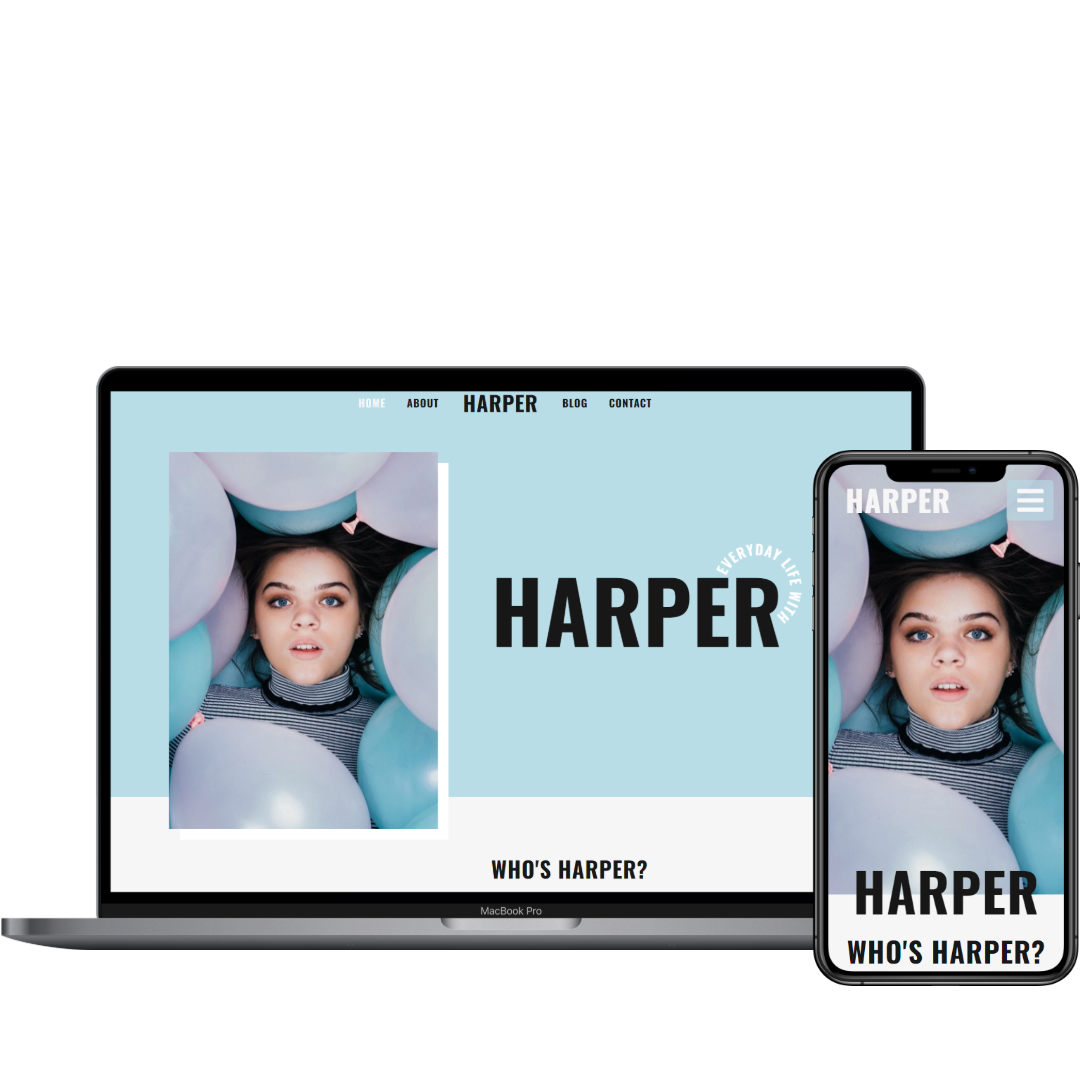 HOME ABOUT HARPER BLOG CONTACT
EVERYDAY LIFE WITH
HARPER
WHO'S HARPER?
MacBook Pro
HARPER
HARPER
WHO'S HARPER?